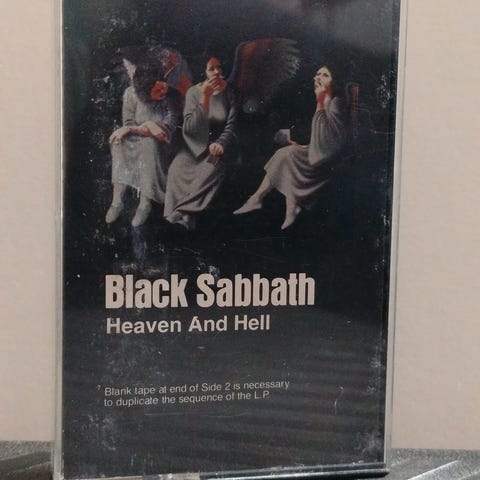 Black Sabbath
Heaven And Hell
Blank tape at end of Side 2 is necessary
to duplicate the sequence of the L.P.